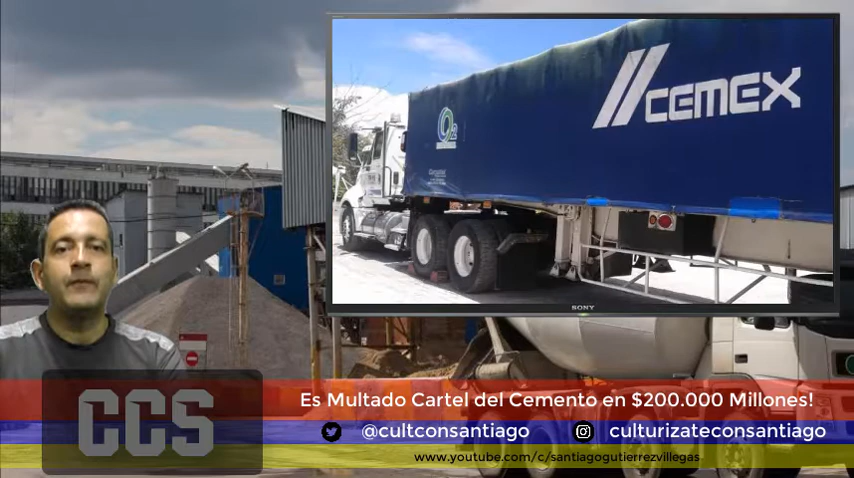 CEMEX
SONY
Es Multado Cartel del Cemento en $200.000 Millones!
CCS
@cultconsantiago
culturizateconsantiago
www.youtube.com/c/santiagogutierrezvillegas